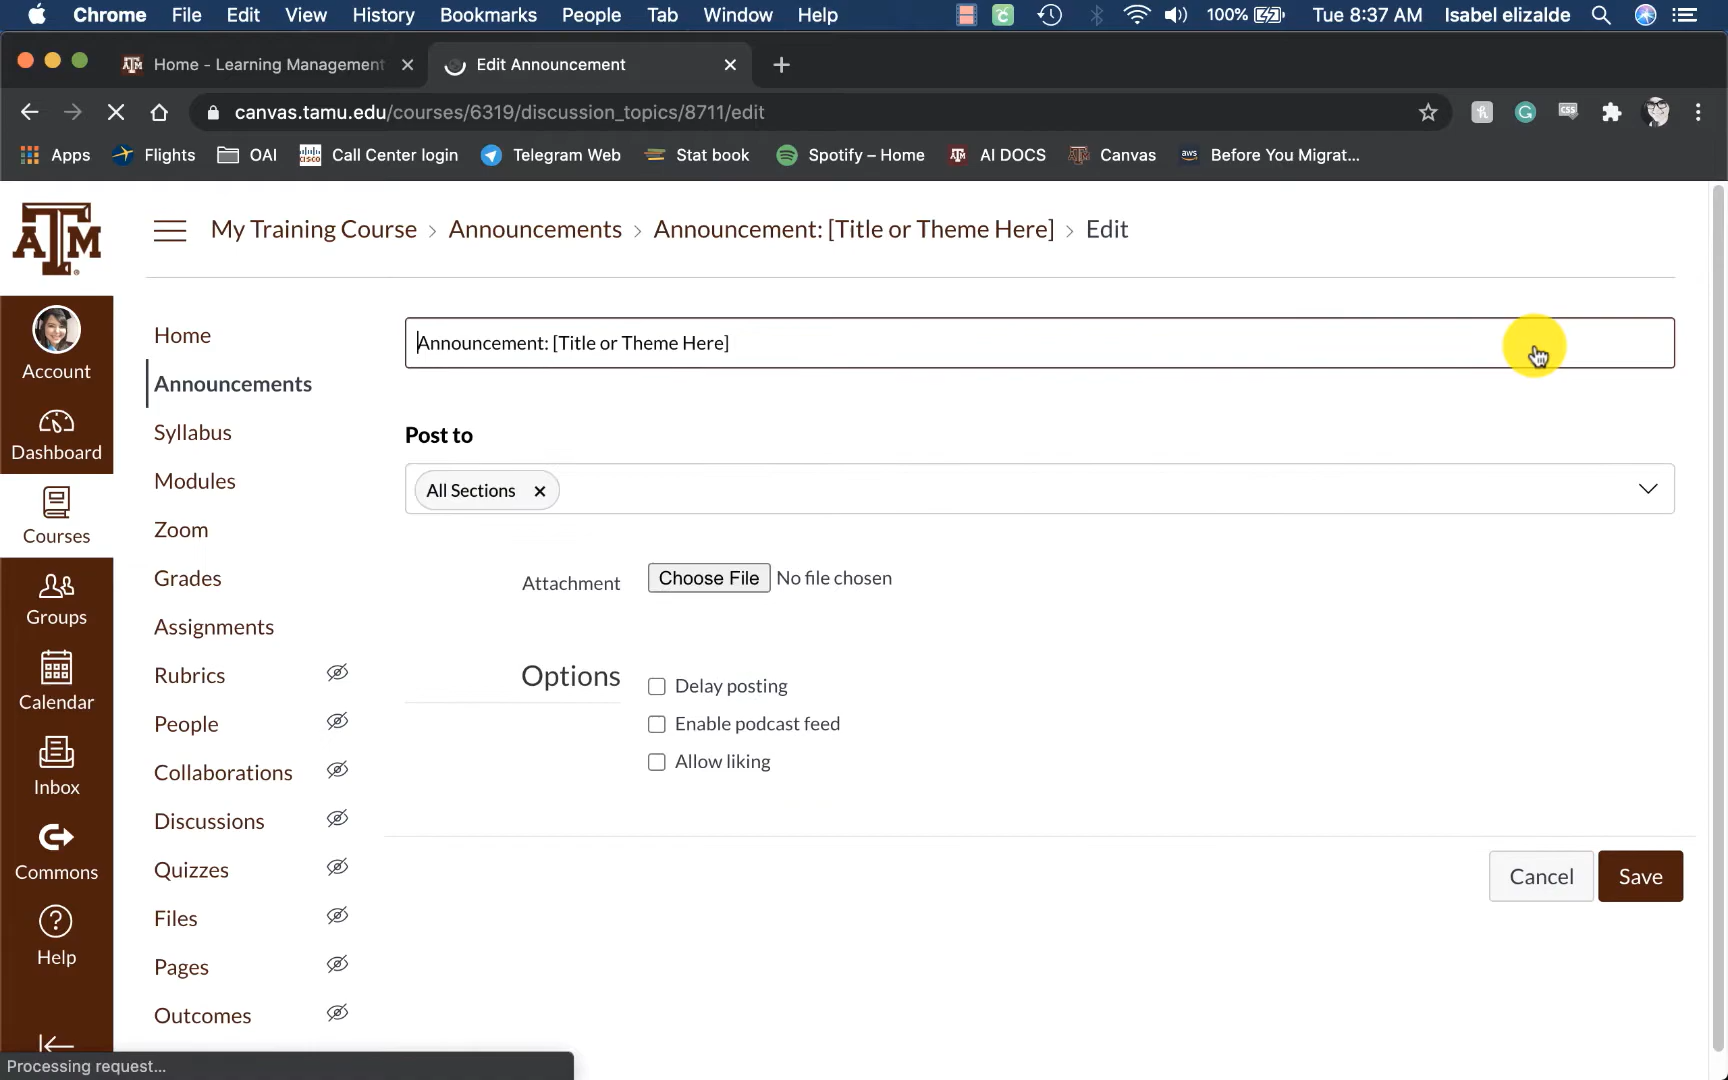 Chrome File Edit View History Bookmarks People Tab Window Help 100% Tue 8:37 AM Isabel elizalde
Home - Learning Management
Edit Announcement
canvas.tamu.edu/courses/6319/discussion_topics/8711/edit
Apps Flights OAI Call Center login Telegram Web Stat book Spotify – Home AI DOCS Canvas Before You Migrat...
My Training Course › Announcements › Announcement: [Title or Theme Here] › Edit
Account
Dashboard
Courses
Groups
Calendar
Inbox
Commons
Help
Home
Announcements
Syllabus
Modules
Zoom
Grades
Assignments
Rubrics
People
Collaborations
Discussions
Quizzes
Files
Pages
Outcomes
Announcement: [Title or Theme Here]
Post to
All Sections
Attachment Choose File No file chosen
Options
Delay posting
Enable podcast feed
Allow liking
Cancel Save
Processing request...